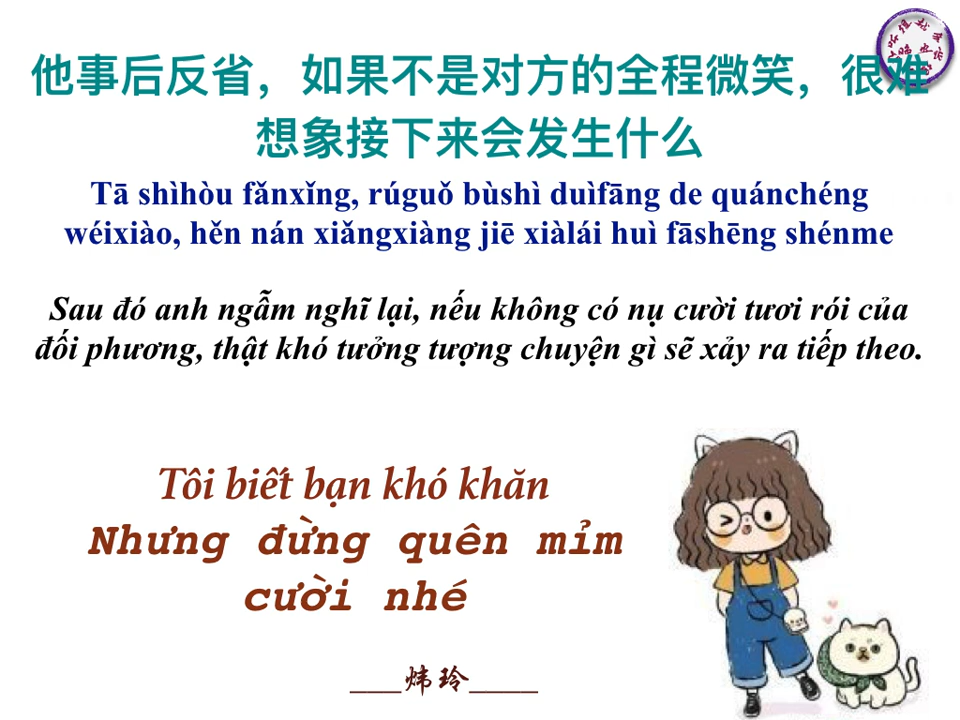 他事后反省，如果不是对方的全程微笑，很难
想象接下来会发生什么
Tā shìhòu fǎnxǐng, rúguǒ bùshì duìfāng de quánchéng
wéixiào, hěn nán xiǎngxiàng jiē xiàlái huì fāshēng shénme
Sau đó anh ngẫm nghĩ lại, nếu không có nụ cười tươi rói của
đối phương, thật khó tưởng tượng chuyện gì sẽ xảy ra tiếp theo.
Tôi biết bạn khó khăn
Nhưng đừng quên mỉm
cười nhé
___炜玲____